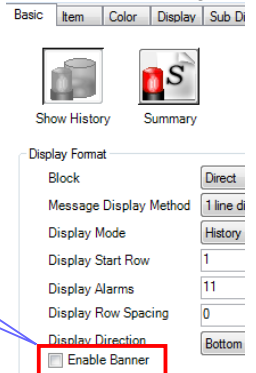 Basic Item Color Display Sub Di
S
Show History Summary
Display Format
Block Direct
Message Display Method 1 line di
Display Mode History
Display Start Row 1
Display Alarms 11
Display Row Spacing 0
Display Direction Bottom
Enable Banner